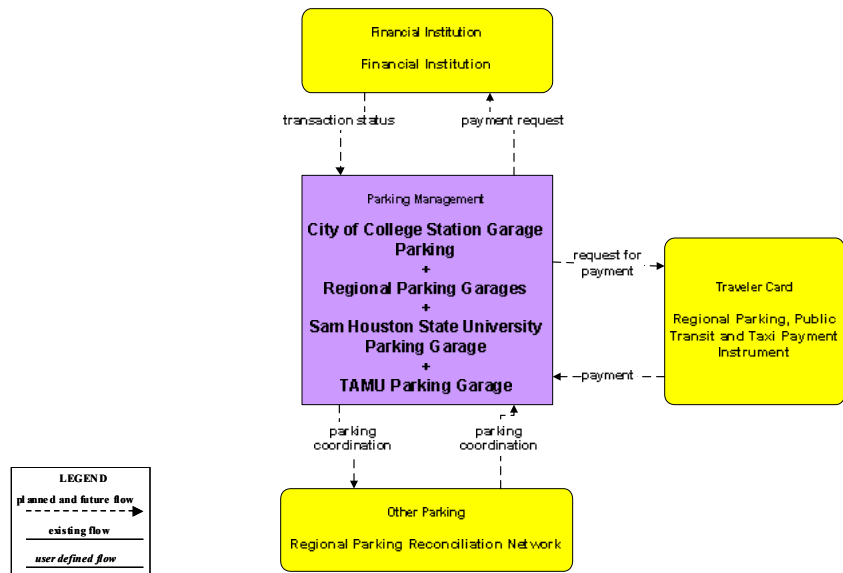 Financial Institution
Financial Institution
transaction status
payment request
Parking Management
City of College Station Garage
Parking
+
Regional Parking Garages
+
Sam Houston State University
Parking Garage
+
TAMU Parking Garage
request for
payment
Traveler Card
Regional Parking, Public
Transit and Taxi Payment
Instrument
payment
parking
coordination
parking
coordination
Other Parking
Regional Parking Reconciliation Network
LEGEND
planned and future flow
existing flow
user defined flow